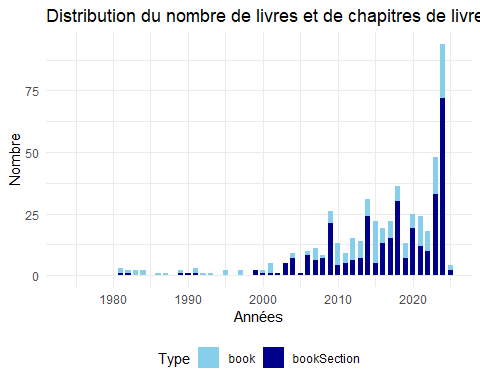 Distribution du nombre de livres et de chapitres de livre
Nombre
75
50
25
0
1980 1990 2000 2010 2020
Années
Type book bookSection